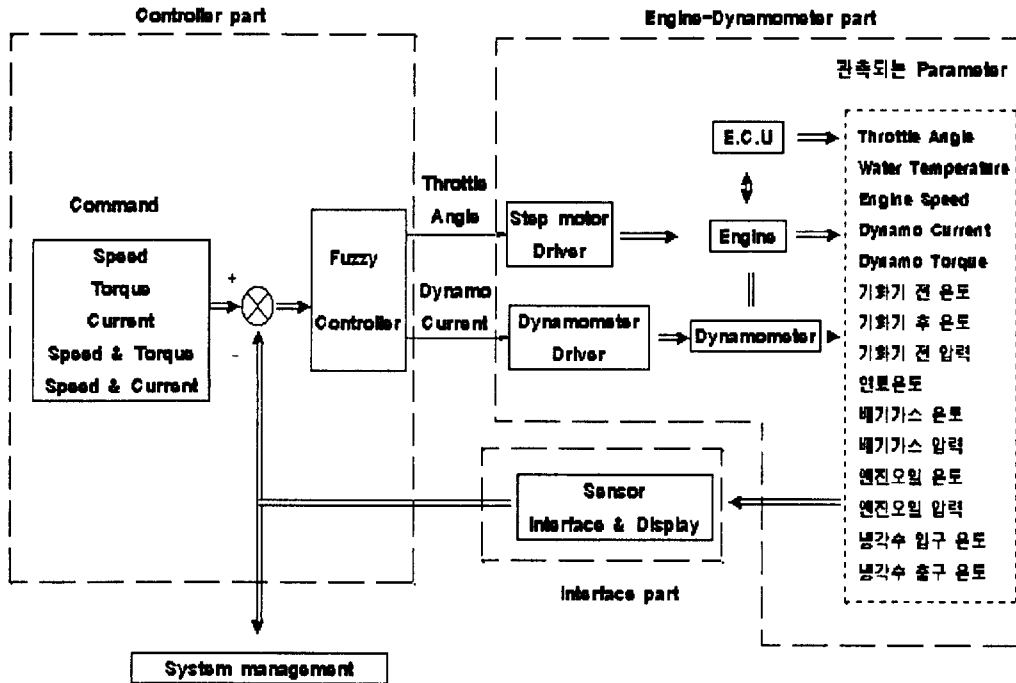 Controller part
Engine-Dynamometer part
관측되는 Parameter
Command
Speed
Torque
Current
Speed & Torque
Speed & Current
+
-
Fuzzy
Controller
Throttle
Angle
Dynamo
Current
Step motor
Driver
Dynamometer
Driver
E.C.U
Engine
Dynamometer
Throttle Angle
Water Temperature
Engine Speed
Dynamo Current
Dynamo Torque
기화기 전 온도
기화기 후 온도
기화기 전 압력
연료온도
배기가스 온도
배기가스 압력
엔진오일 온도
엔진오일 압력
냉각수 입구 온도
냉각수 출구 온도
Sensor
Interface & Display
Interface part
System management